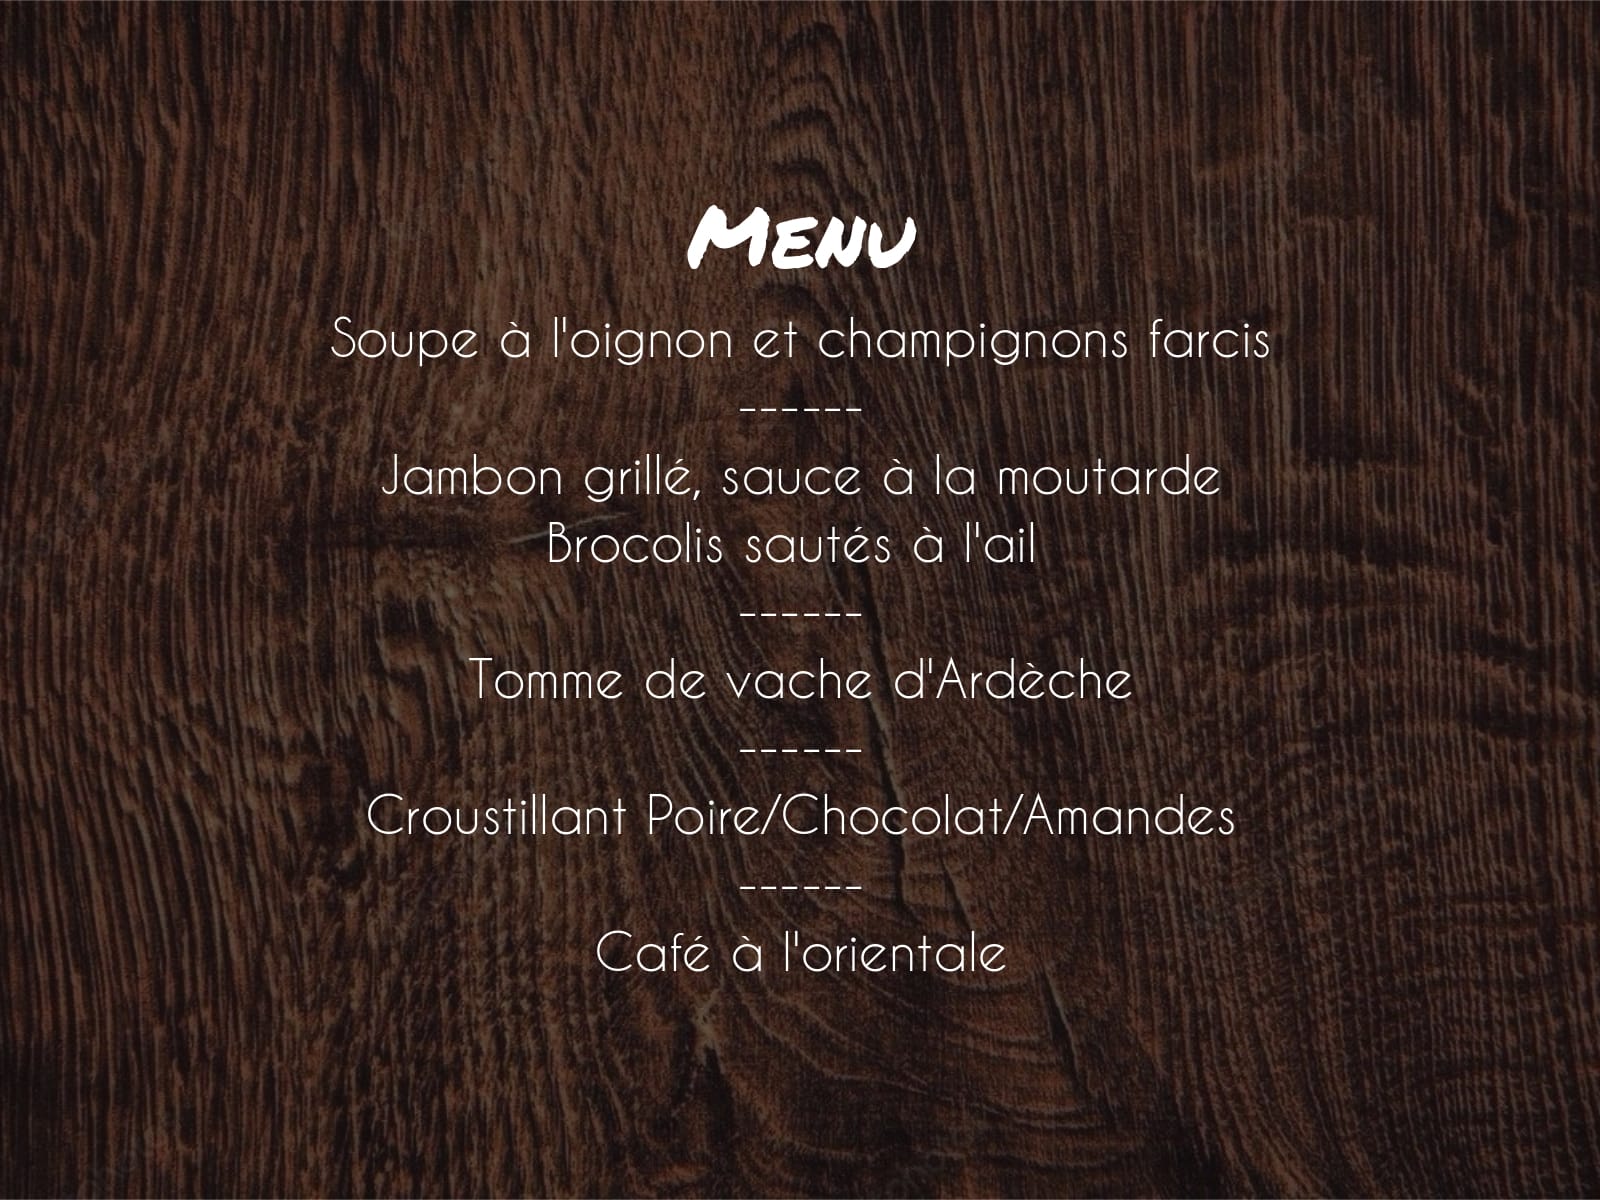 Menu
Soupe à l'oignon et champignons farcis
------
Jambon grillé, sauce à la moutarde
Brocolis sautés à l'ail
------
Tomme de vache d'Ardèche
------
Croustillant Poire/Chocolat/Amandes
------
Café à l'orientale